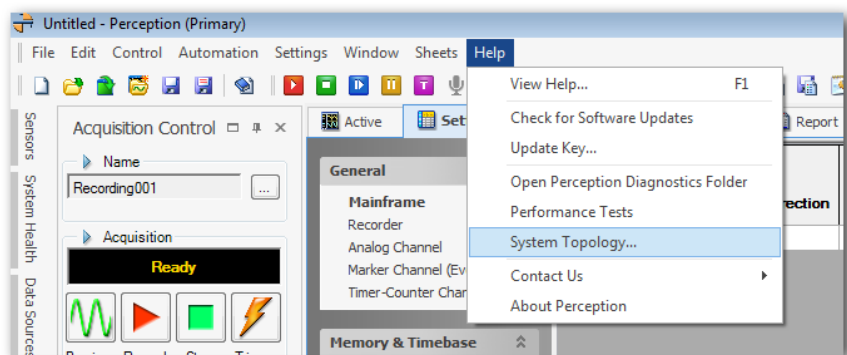 Untitled - Perception (Primary)
File Edit Control Automation Settings Window Sheets Help
View Help... F1
Check for Software Updates
Update Key...
Open Perception Diagnostics Folder
Performance Tests
System Topology...
Contact Us
About Perception
Sensors
System Health
Data Sources
Acquisition Control
Name
Recording001
...
Acquisition
Ready
Active
Set
Report
General
Mainframe
Recorder
Analog Channel
Marker Channel (Ev
Timer-Counter Char
Memory & Timebase
rection